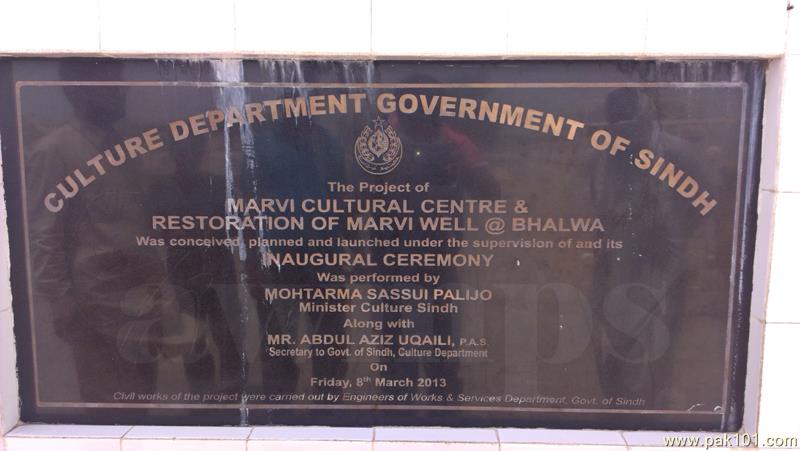 CULTURE DEPARTMENT GOVERNMENT OF SINDH
The Project of
MARVI CULTURAL CENTRE &
RESTORATION OF MARVI WELL @ BHALWA
Was conceived, planned and launched under the supervision of and its
INAUGURAL CEREMONY
Was performed by
MOHTARMA SASSUI PALIJO
Minister Culture Sindh
Along with
MR. ABDUL AZIZ UQAILI, P.A.S.
Secretary to Govt. of Sindh, Culture Department
On
Friday, 8th March 2013
Civil works of the project were carried out by Engineers of Works & Services Department, Govt. of Sindh
www.pak101.com